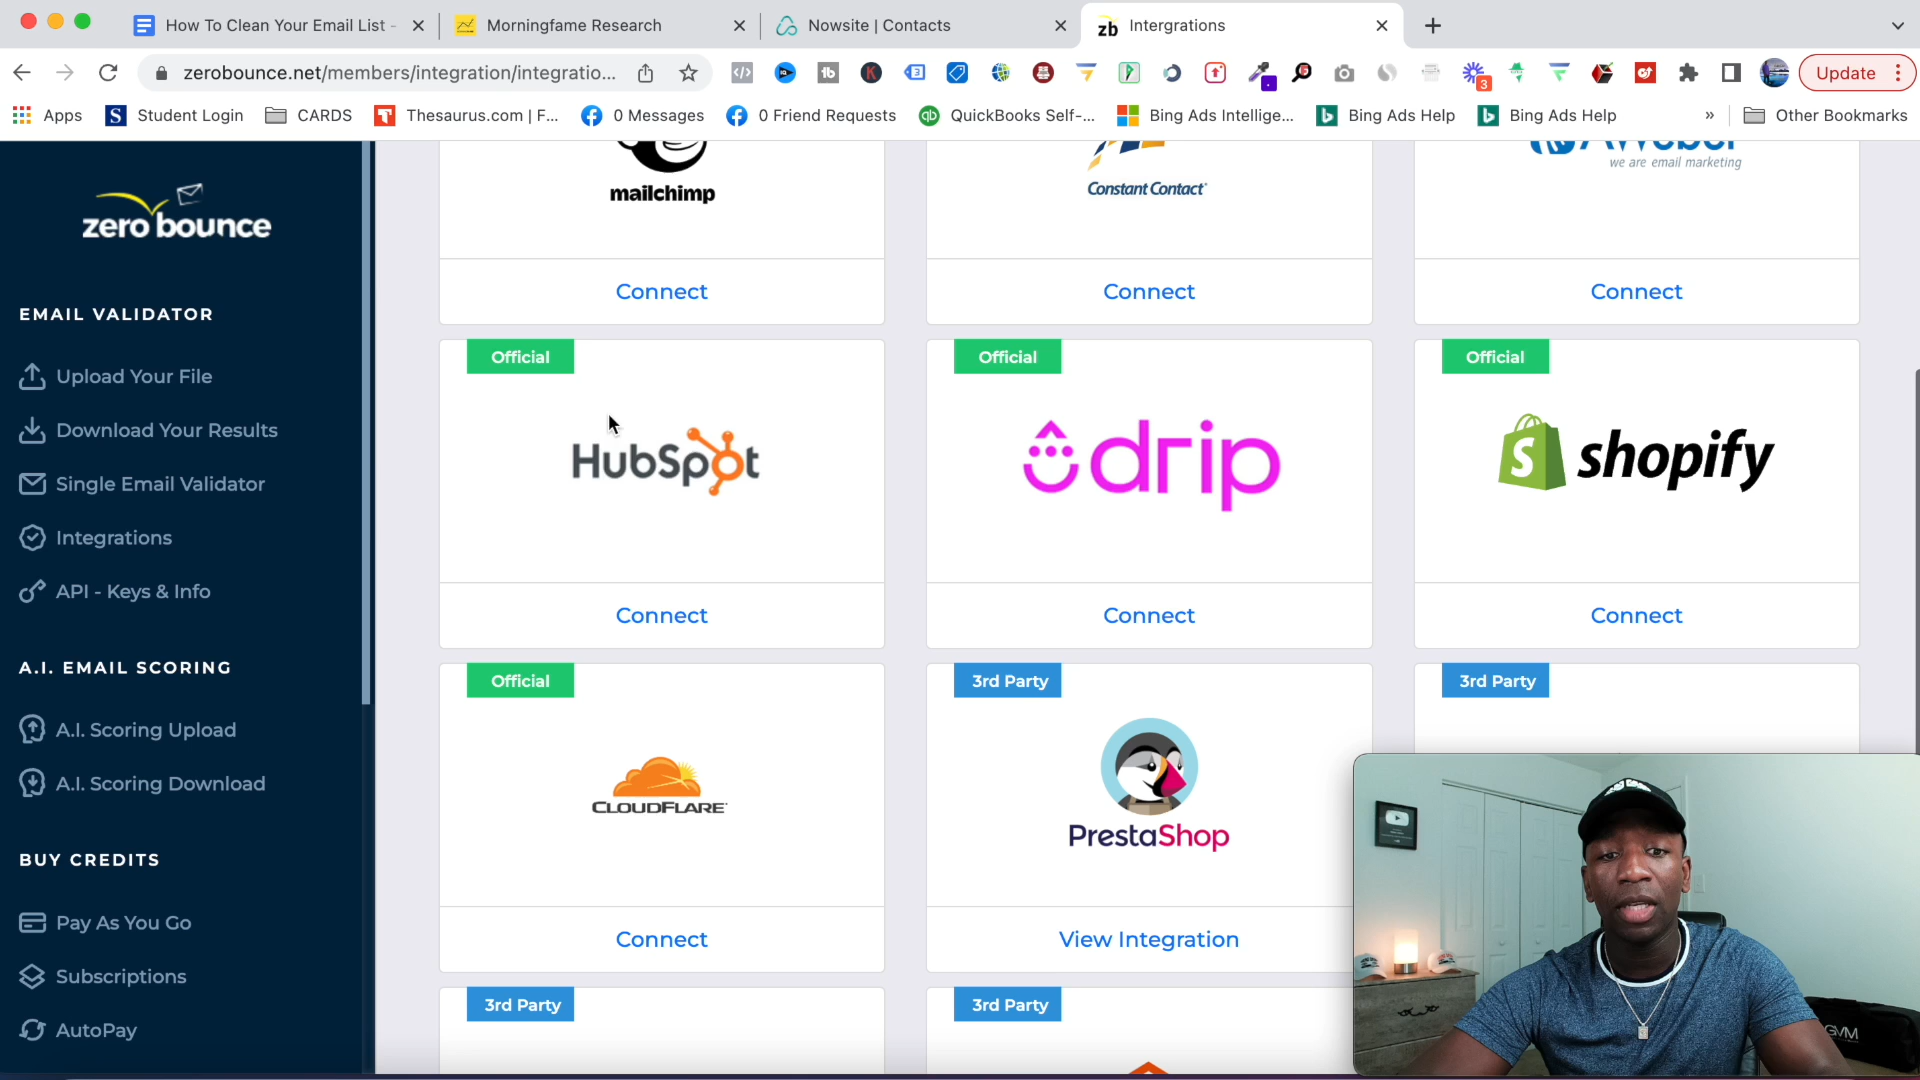 How To Clean Your Email List -
Morningfame Research
Nowsite | Contacts
zb
Intergrations
zerobounce.net/members/integration/integratio...
Update
Apps
Student Login
CARDS
Thesaurus.com | F...
0 Messages
0 Friend Requests
QuickBooks Self-...
Bing Ads Intellige...
Bing Ads Help
Bing Ads Help
»
Other Bookmarks
zero bounce
EMAIL VALIDATOR
Upload Your File
Download Your Results
Single Email Validator
Integrations
API - Keys & Info
A.I. EMAIL SCORING
A.I. Scoring Upload
A.I. Scoring Download
BUY CREDITS
Pay As You Go
Subscriptions
AutoPay
mailchimp
Constant Contact
AWeber
we are email marketing
Connect
Connect
Connect
Official
Official
Official
HubSpot
drip
shopify
Connect
Connect
Connect
Official
3rd Party
3rd Party
CLOUDFLARE
PrestaShop
Connect
View Integration
3rd Party
3rd Party
GVM